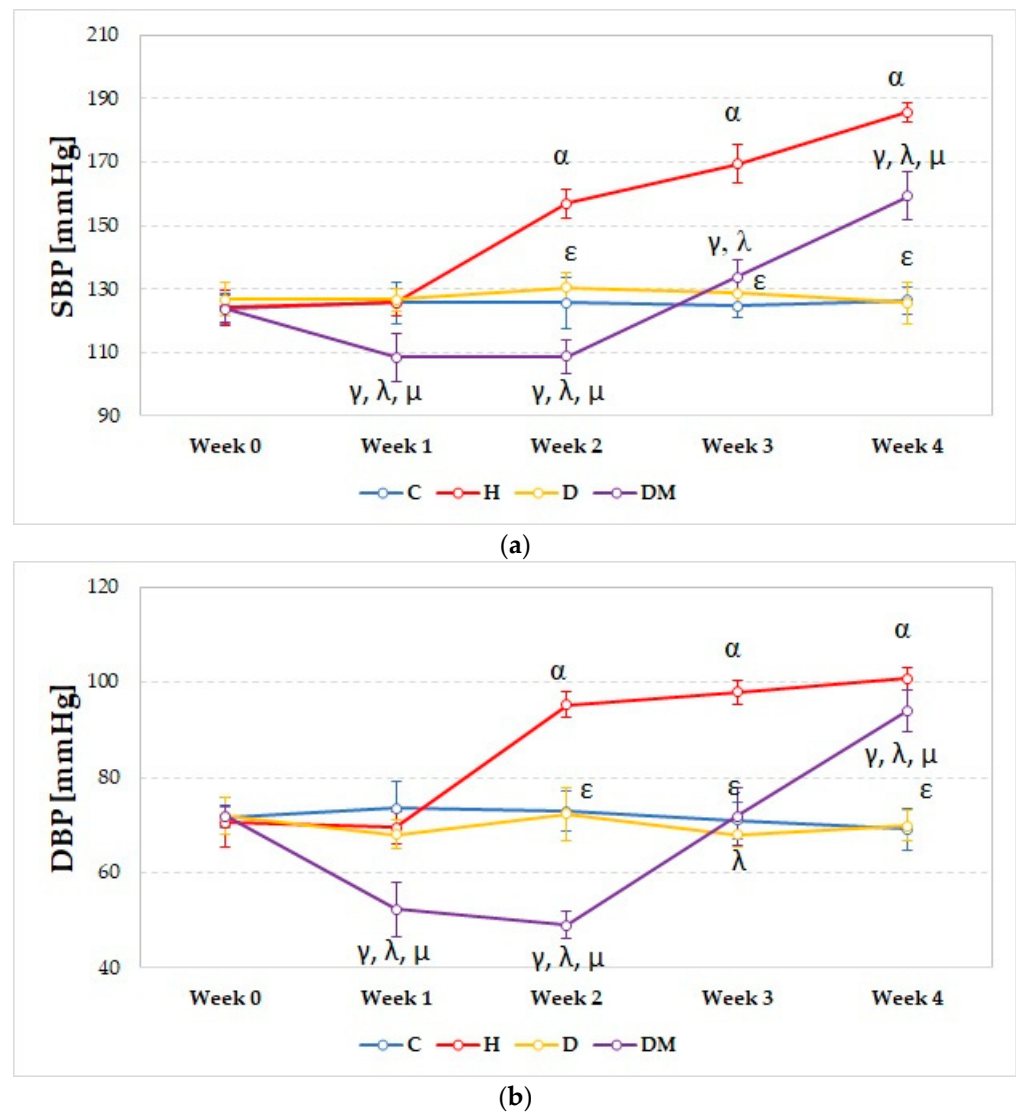 210
190
170
150
130
110
90
SBP [mmHg]
α
α
α
γ, λ, μ
ε
γ, λ
ε
ε
γ, λ, μ
γ, λ, μ
Week 0 Week 1 Week 2 Week 3 Week 4
C H D DM
(a)
120
100
80
60
40
DBP [mmHg]
α
α
α
γ, λ, μ
ε
ε
ε
λ
γ, λ, μ
γ, λ, μ
Week 0 Week 1 Week 2 Week 3 Week 4
C H D DM
(b)